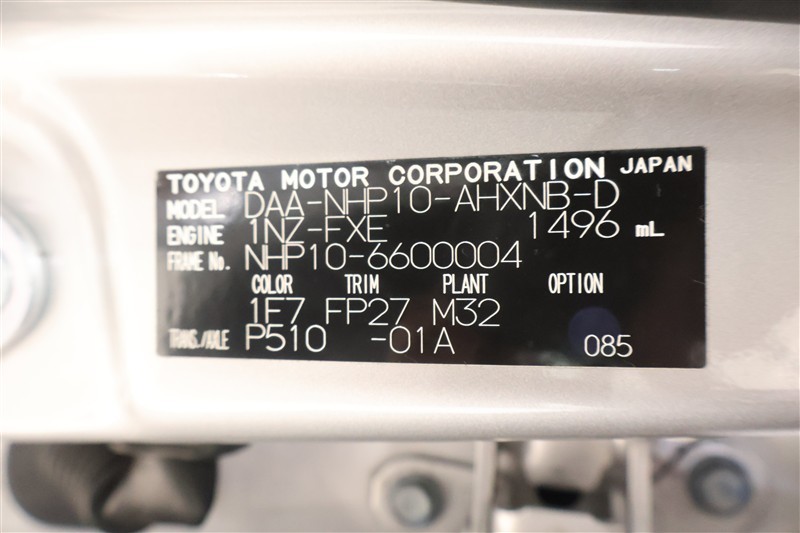 TOYOTA MOTOR CORPORATION JAPAN
MODEL DAA-NHP10-AHXNB-D
ENGINE 1NZ-FXE 1496 mL
FRAME No. NHP10-6600004
COLOR TRIM PLANT OPTION
1F7 FP27 M32
TRANS./AXLE P510 -01A 085